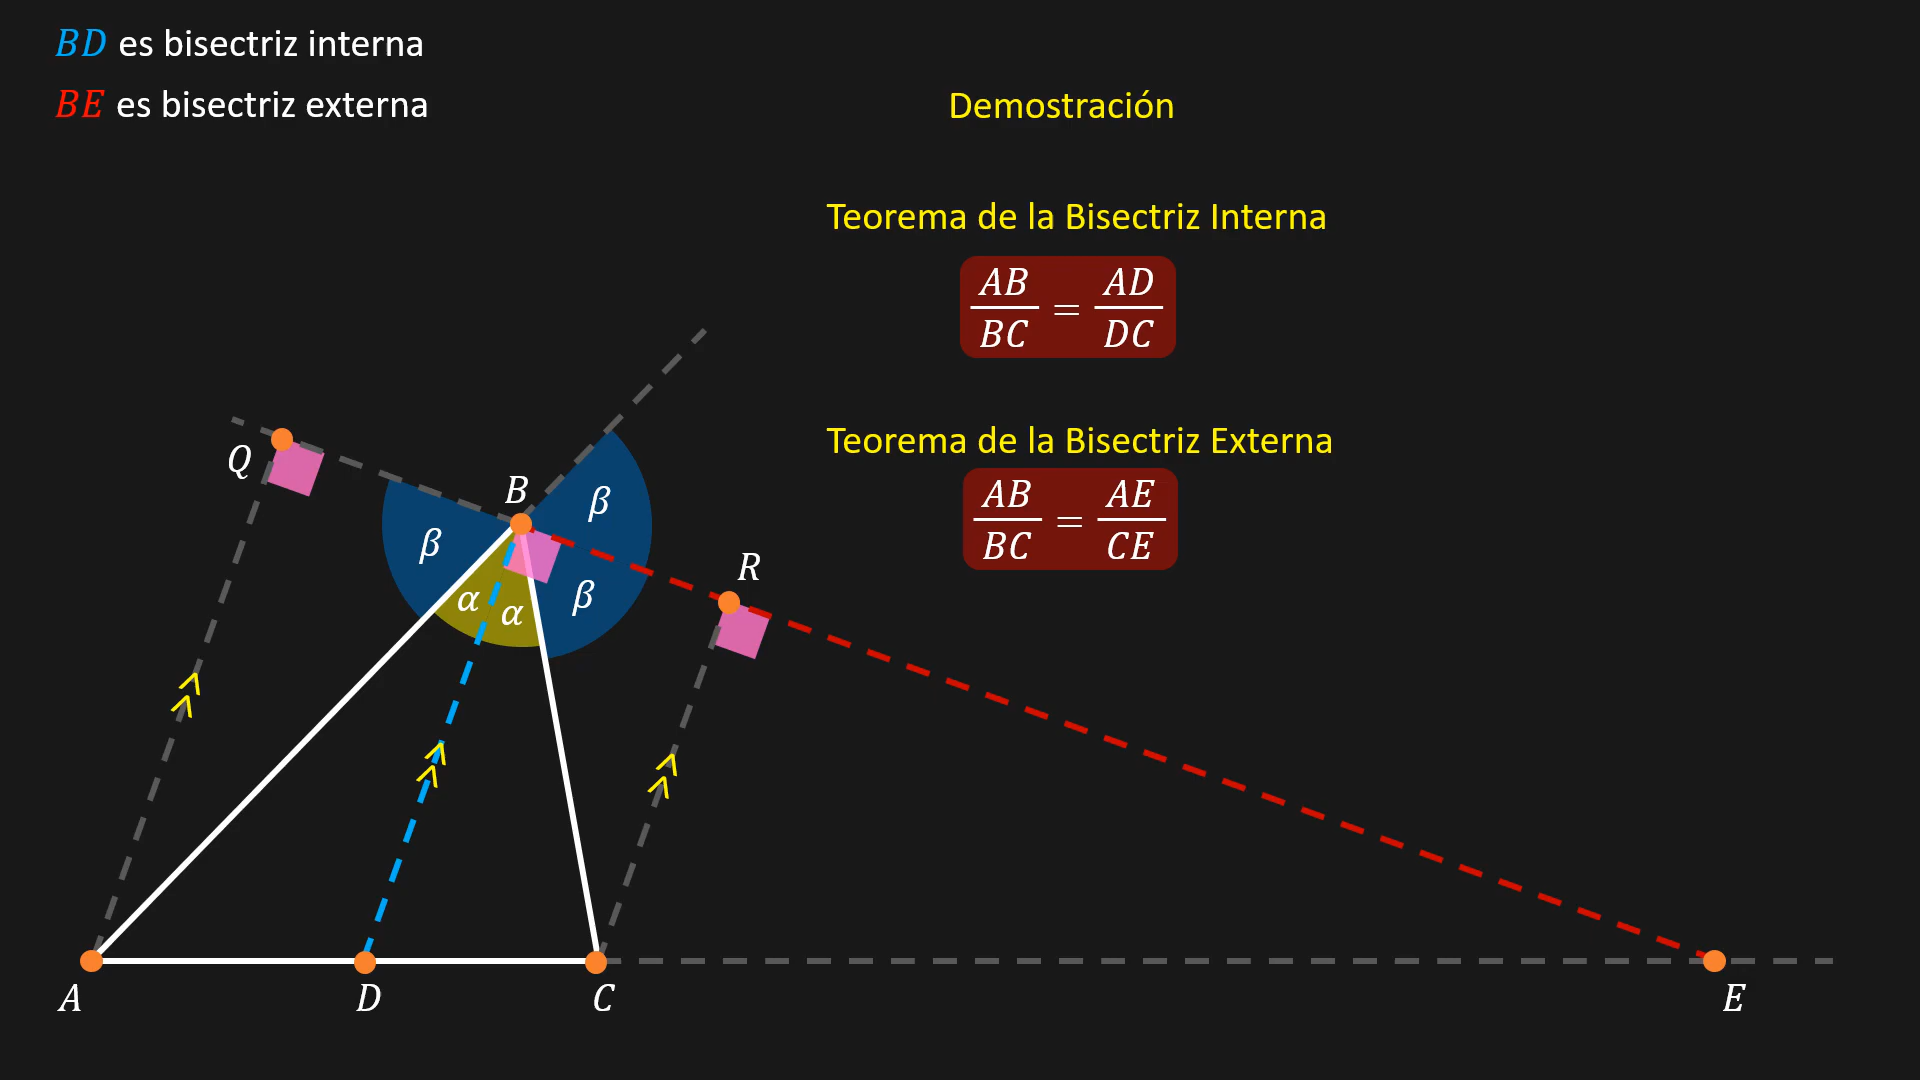 BD es bisectriz interna
BE es bisectriz externa
Demostración
Teorema de la Bisectriz Interna
AB/BC = AD/DC
Teorema de la Bisectriz Externa
AB/BC = AE/CE
Q
B
β
β
R
α
α
β
A
D
C
E